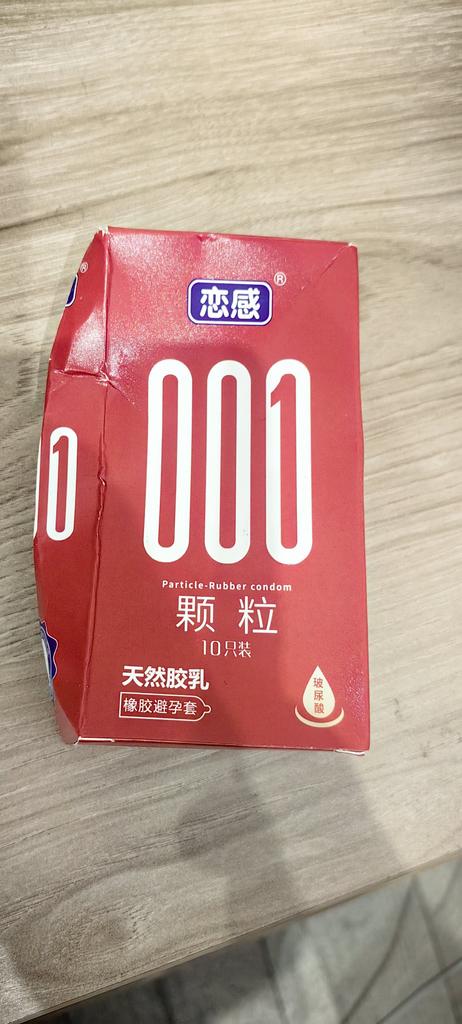 恋感®
001
Particle-Rubber condom
颗粒
10只装
天然胶乳
橡胶避孕套
玻尿酸